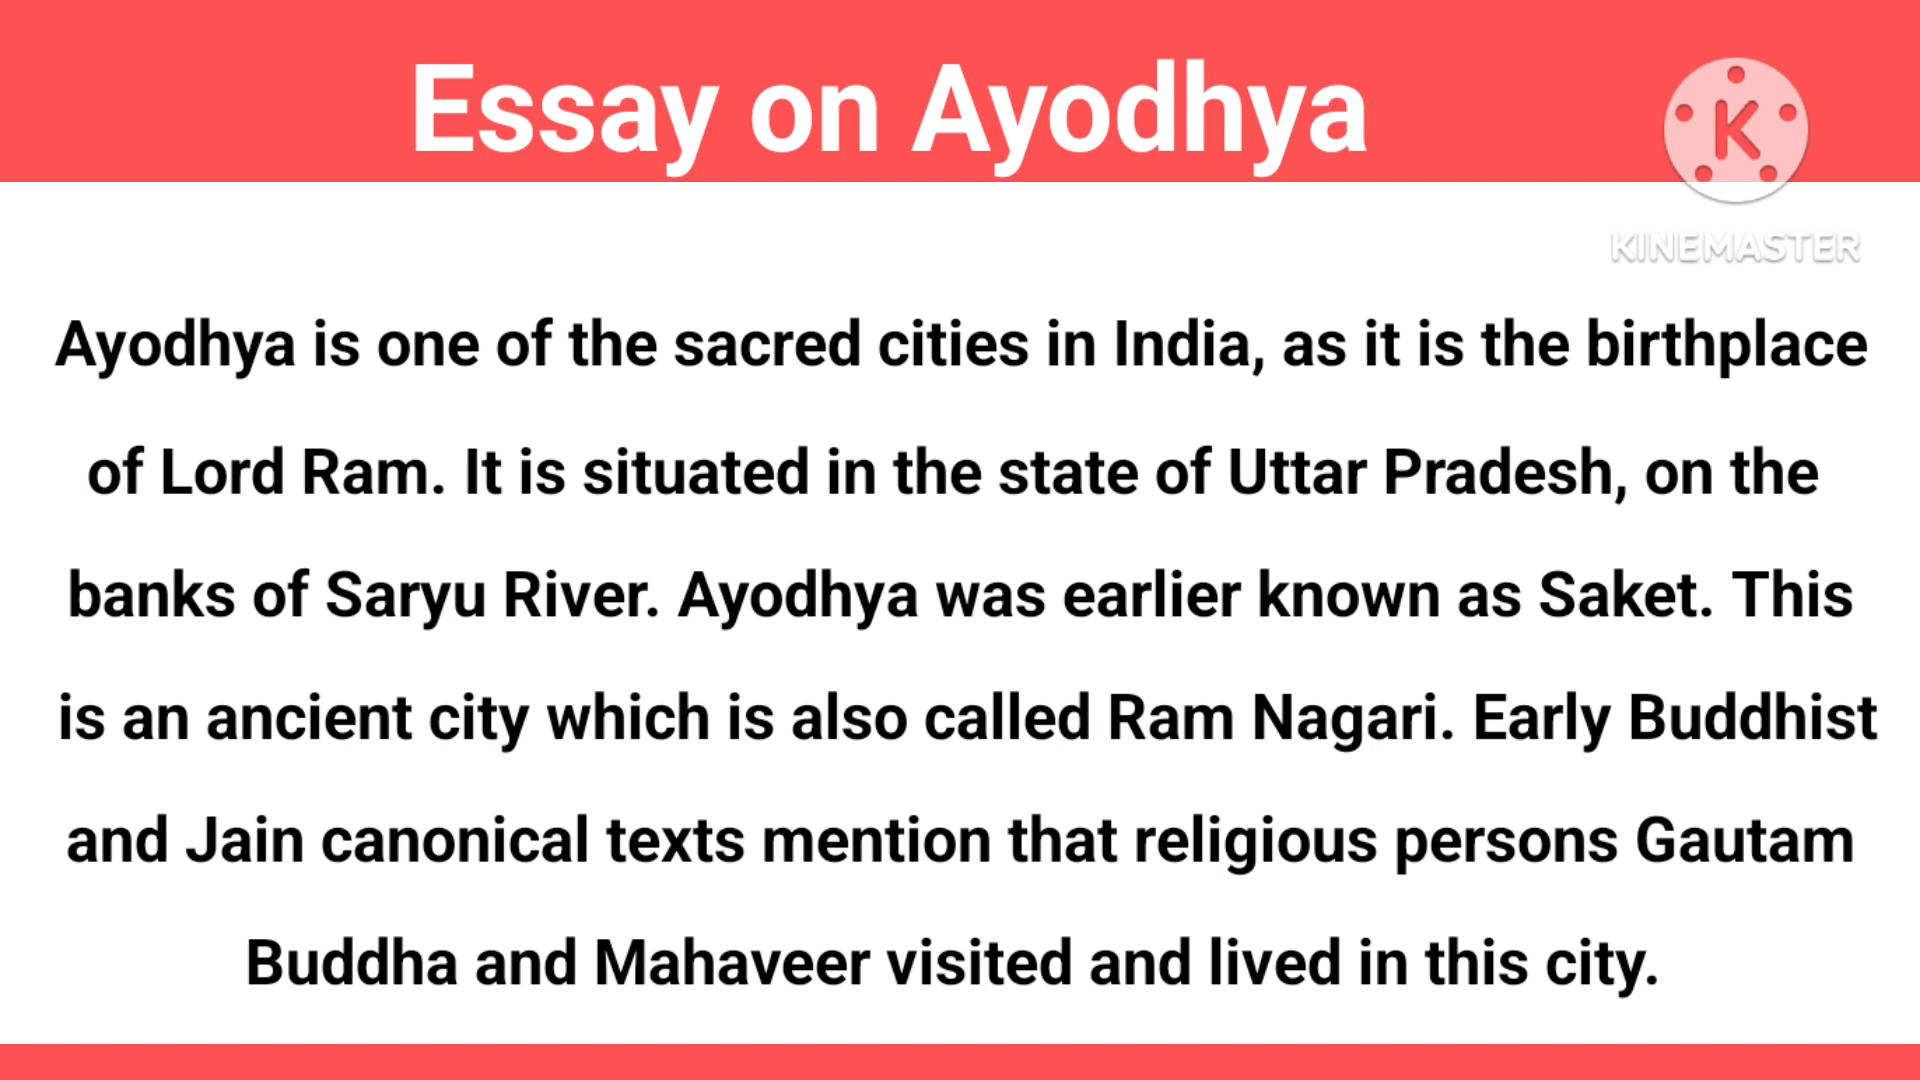 Essay on Ayodhya
K
KINEMASTER
Ayodhya is one of the sacred cities in India, as it is the birthplace
of Lord Ram. It is situated in the state of Uttar Pradesh, on the
banks of Saryu River. Ayodhya was earlier known as Saket. This
is an ancient city which is also called Ram Nagari. Early Buddhist
and Jain canonical texts mention that religious persons Gautam
Buddha and Mahaveer visited and lived in this city.